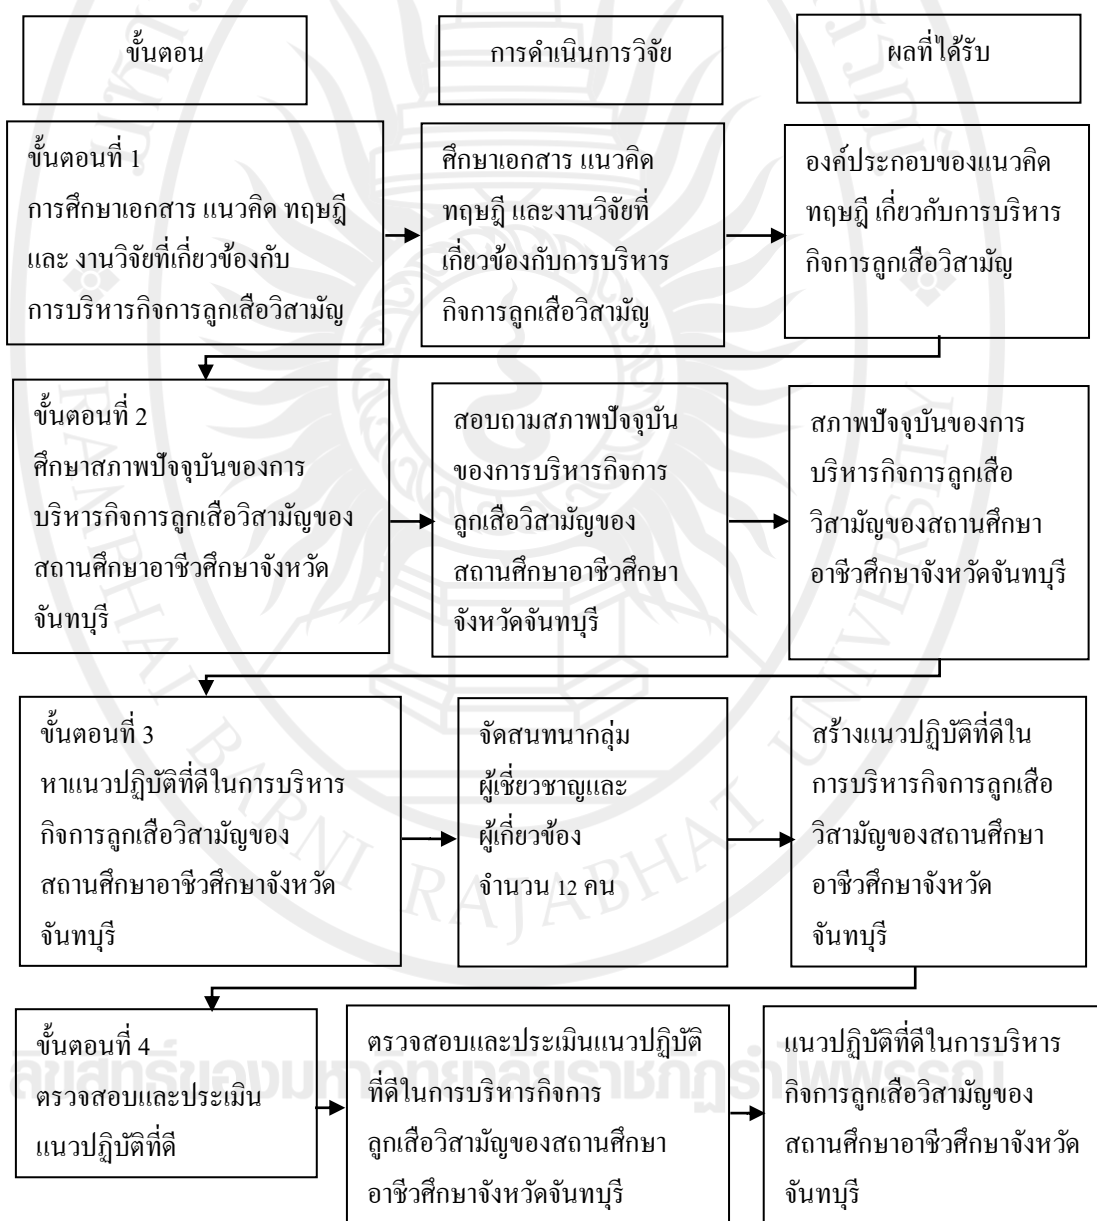 ขั้นตอน
การดำเนินการวิจัย
ผลที่ได้รับ
ขั้นตอนที่ 1
การศึกษาเอกสาร แนวคิด ทฤษฎี
และ งานวิจัยที่เกี่ยวข้องกับ
การบริหารกิจการลูกเสือวิสามัญ
ศึกษาเอกสาร แนวคิด
ทฤษฎี และงานวิจัยที่
เกี่ยวข้องกับการบริหาร
กิจการลูกเสือวิสามัญ
องค์ประกอบของแนวคิด
ทฤษฎี เกี่ยวกับการบริหาร
กิจการลูกเสือวิสามัญ
ขั้นตอนที่ 2
ศึกษาสภาพปัจจุบันของการ
บริหารกิจการลูกเสือวิสามัญของ
สถานศึกษาอาชีวศึกษาจังหวัด
จันทบุรี
สอบถามสภาพปัจจุบัน
ของการบริหารกิจการ
ลูกเสือวิสามัญของ
สถานศึกษาอาชีวศึกษา
จังหวัดจันทบุรี
สภาพปัจจุบันของการ
บริหารกิจการลูกเสือ
วิสามัญของสถานศึกษา
อาชีวศึกษาจังหวัดจันทบุรี
ขั้นตอนที่ 3
หาแนวปฏิบัติที่ดีในการบริหาร
กิจการลูกเสือวิสามัญของ
สถานศึกษาอาชีวศึกษาจังหวัด
จันทบุรี
จัดสนทนากลุ่ม
ผู้เชี่ยวชาญและ
ผู้เกี่ยวข้อง
จำนวน 12 คน
สร้างแนวปฏิบัติที่ดีใน
การบริหารกิจการลูกเสือ
วิสามัญของสถานศึกษา
อาชีวศึกษาจังหวัด
จันทบุรี
ขั้นตอนที่ 4
ตรวจสอบและประเมิน
แนวปฏิบัติที่ดี
ตรวจสอบและประเมินแนวปฏิบัติ
ที่ดีในการบริหารกิจการ
ลูกเสือวิสามัญของสถานศึกษา
อาชีวศึกษาจังหวัดจันทบุรี
แนวปฏิบัติที่ดีในการบริหาร
กิจการลูกเสือวิสามัญของ
สถานศึกษาอาชีวศึกษาจังหวัด
จันทบุรี
RAMBHAI BARNI RAJABHAT UNIVERSITY
ลิขสิทธิ์ของมหาวิทยาลัยราชภัฏรำไพพรรณี